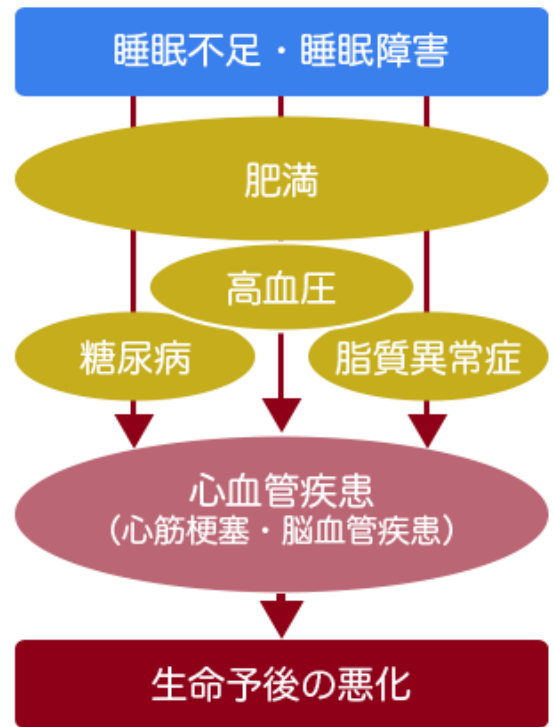 睡眠不足・睡眠障害
肥満
高血圧
糖尿病
脂質異常症
心血管疾患
（心筋梗塞・脳血管疾患）
生命予後の悪化